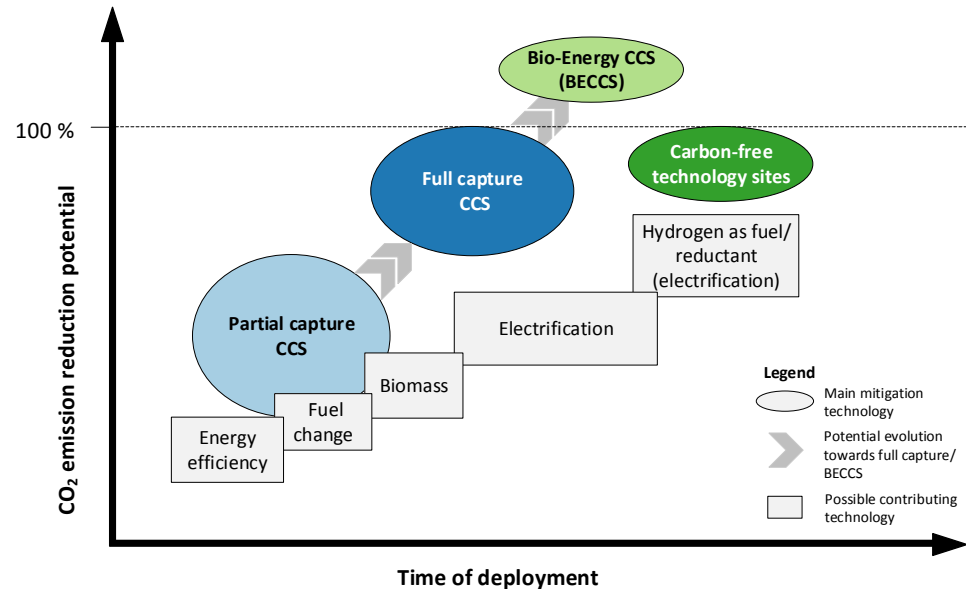 Bio-Energy CCS
(BECCS)
100 %
Full capture
CCS
Carbon-free
technology sites
Hydrogen as fuel/
reductant
(electrification)
Partial capture
CCS
Electrification
Biomass
Fuel
change
Energy
efficiency
CO₂ emission reduction potential
Legend
Main mitigation
technology
Potential evolution
towards full capture/
BECCS
Possible contributing
technology
Time of deployment